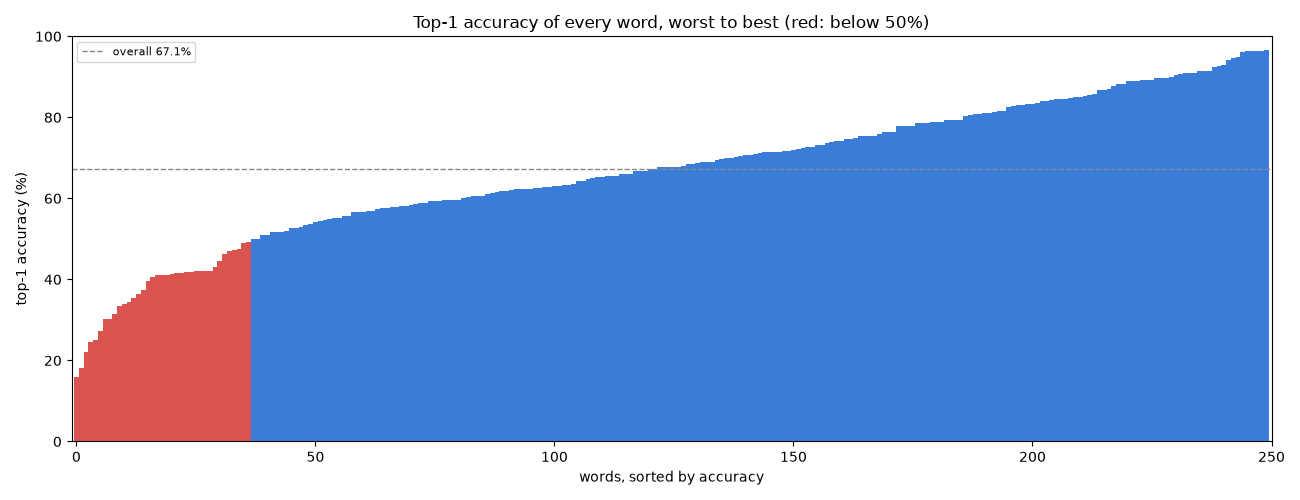 Top-1 accuracy of every word, worst to best (red: below 50%)
overall 67.1%
top-1 accuracy (%)
100
80
60
40
20
0
0 50 100 150 200 250
words, sorted by accuracy